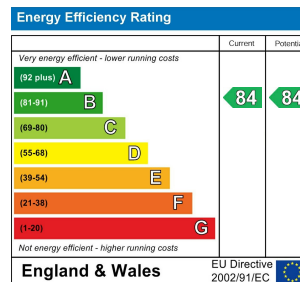 Energy Efficiency Rating
Current Potentia
Very energy efficient - lower running costs
(92 plus) A
(81-91) B 84 84
(69-80) C
(55-68) D
(39-54) E
(21-38) F
(1-20) G
Not energy efficient - higher running costs
England & Wales
EU Directive
2002/91/EC